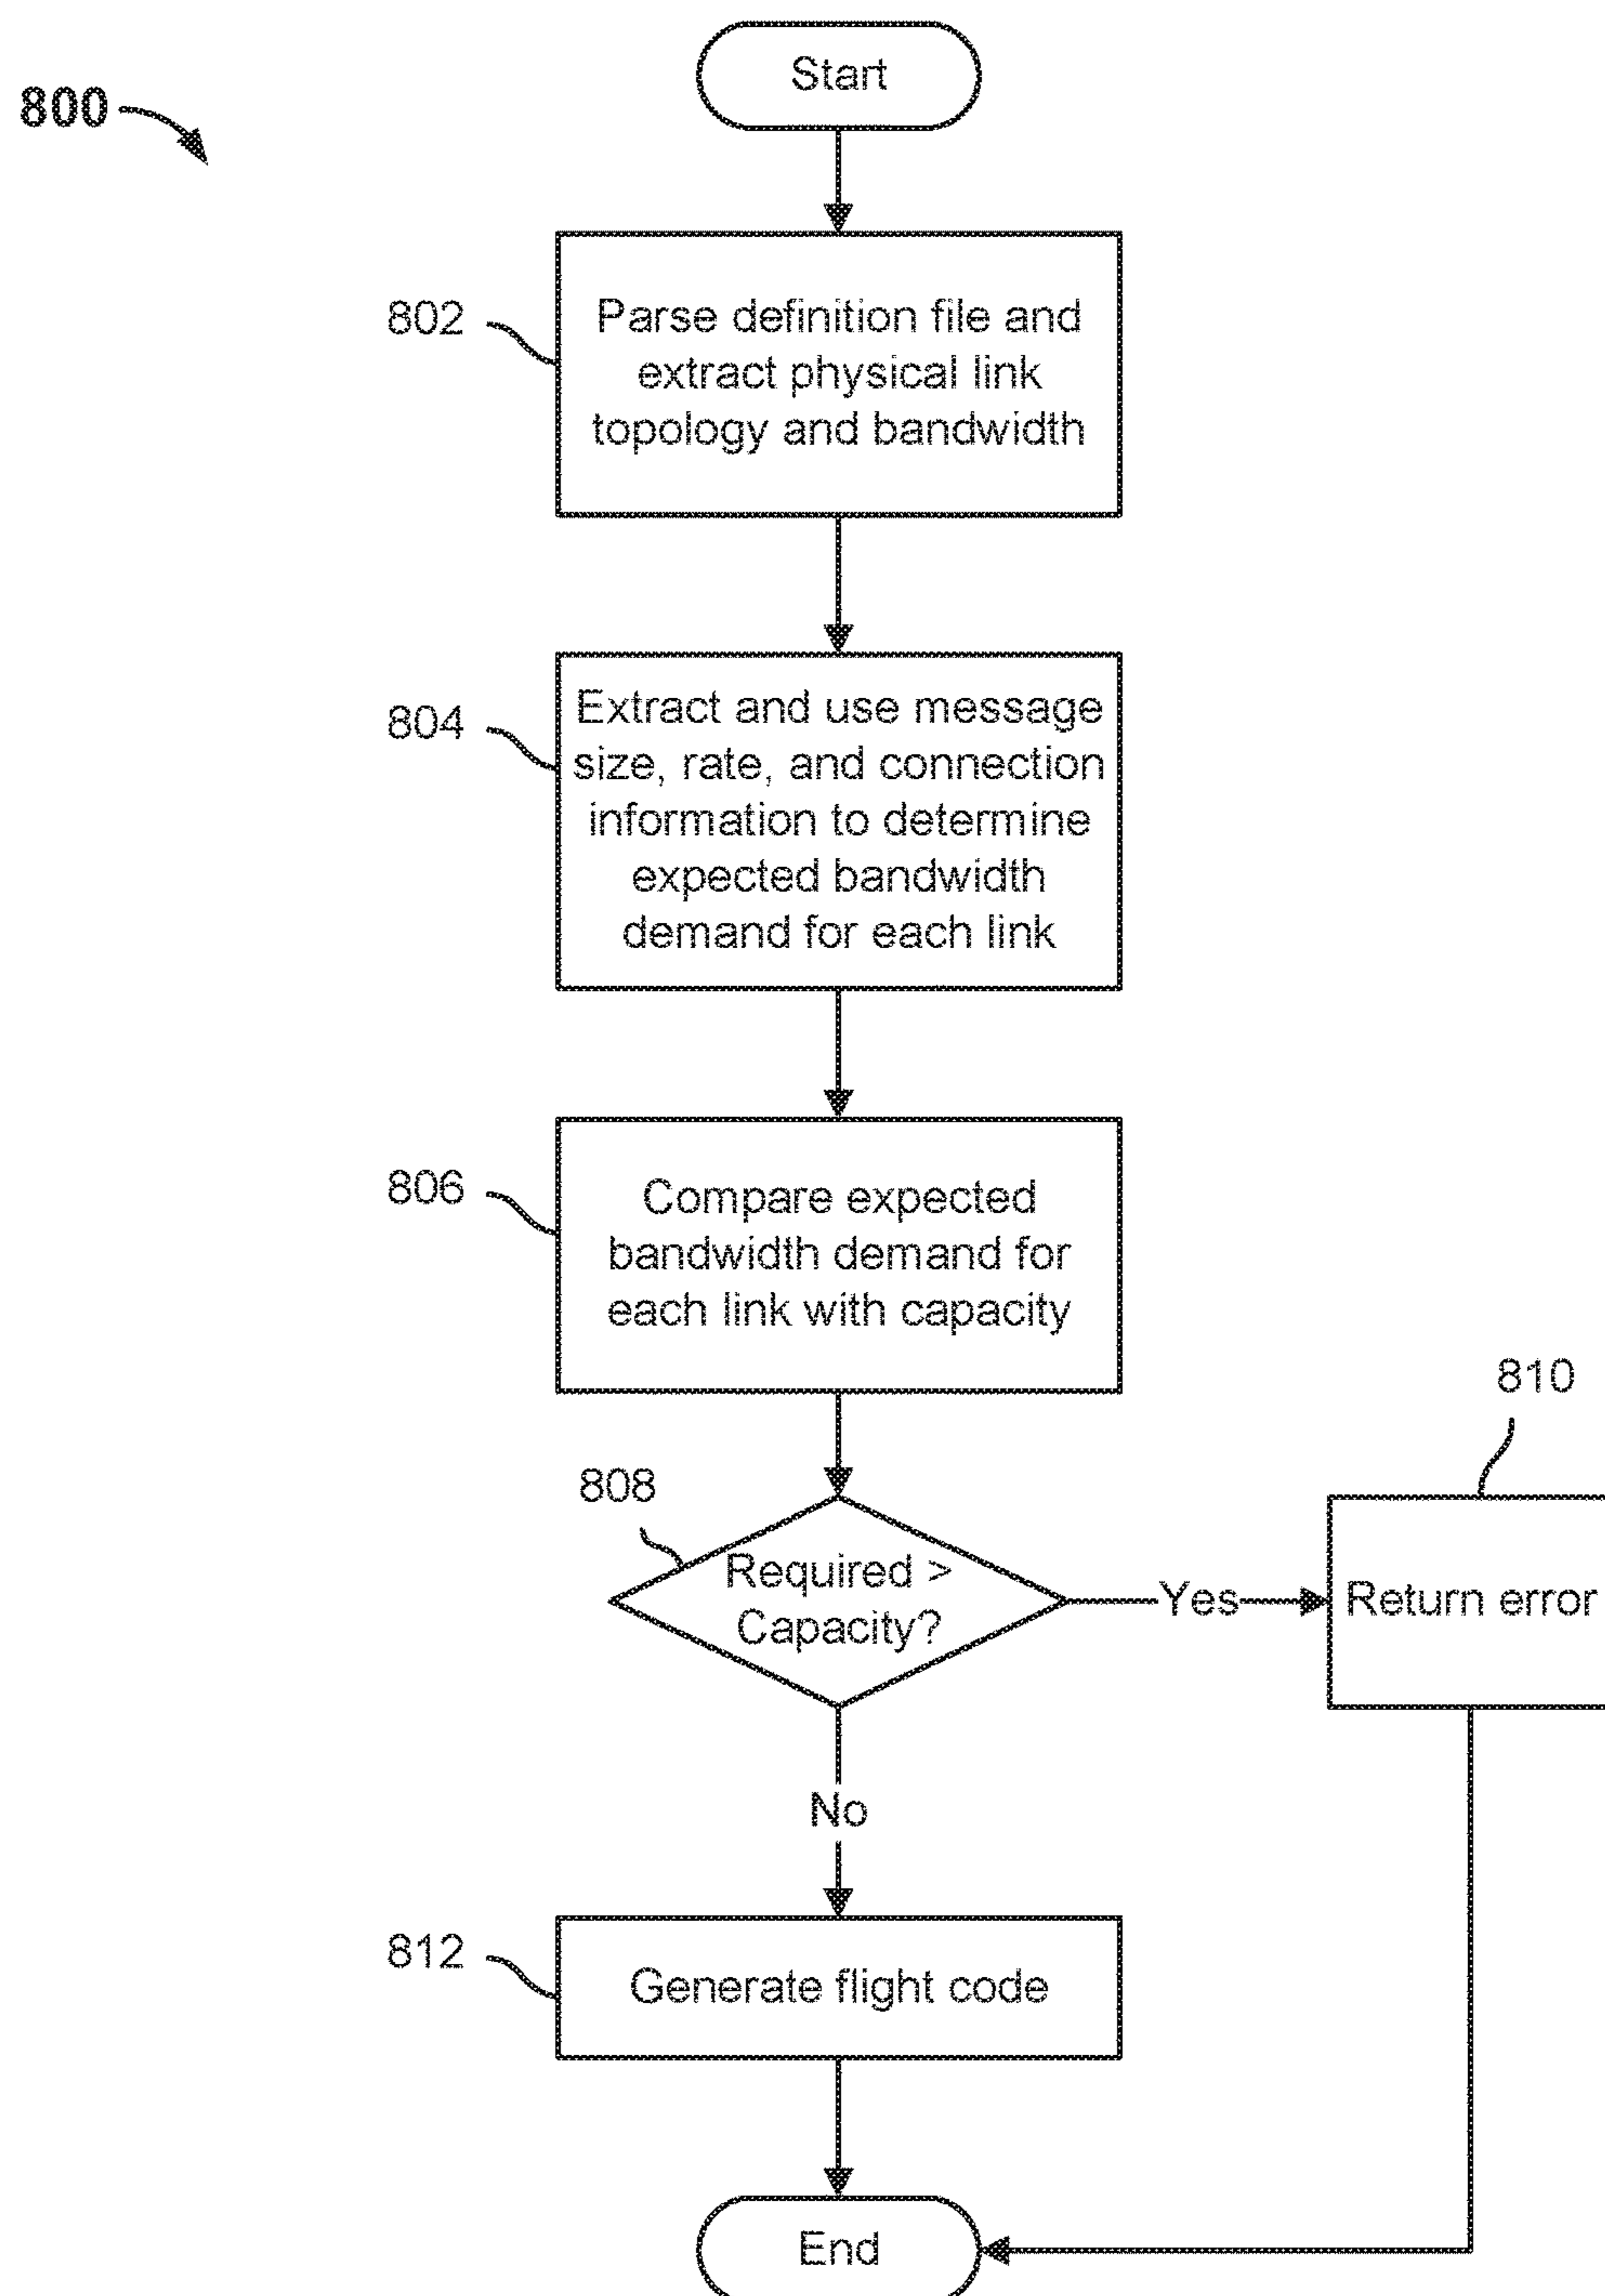 800
Start
802
Parse definition file and
extract physical link
topology and bandwidth
804
Extract and use message
size, rate, and connection
information to determine
expected bandwidth
demand for each link
806
Compare expected
bandwidth demand for
each link with capacity
808
Required >
Capacity?
Yes
810
Return error
No
812
Generate flight code
End